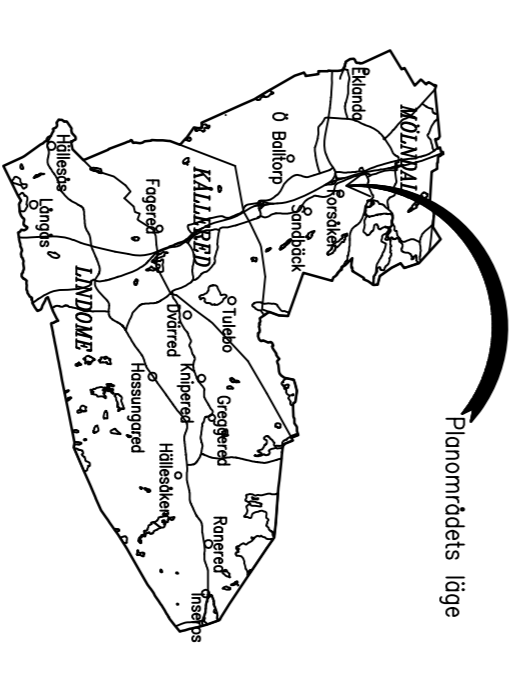 Planområdets läge
Eklanda
MÖLNDAL
Ö Balltorp
Forsåker
Sandbäck
KÅLLERED
Fagered
Hällesås
Långås
LINDOME
Tulebo
Dvärred
Knipered
Greggered
Hassungared
Hällesåker
Ranered
Inseros